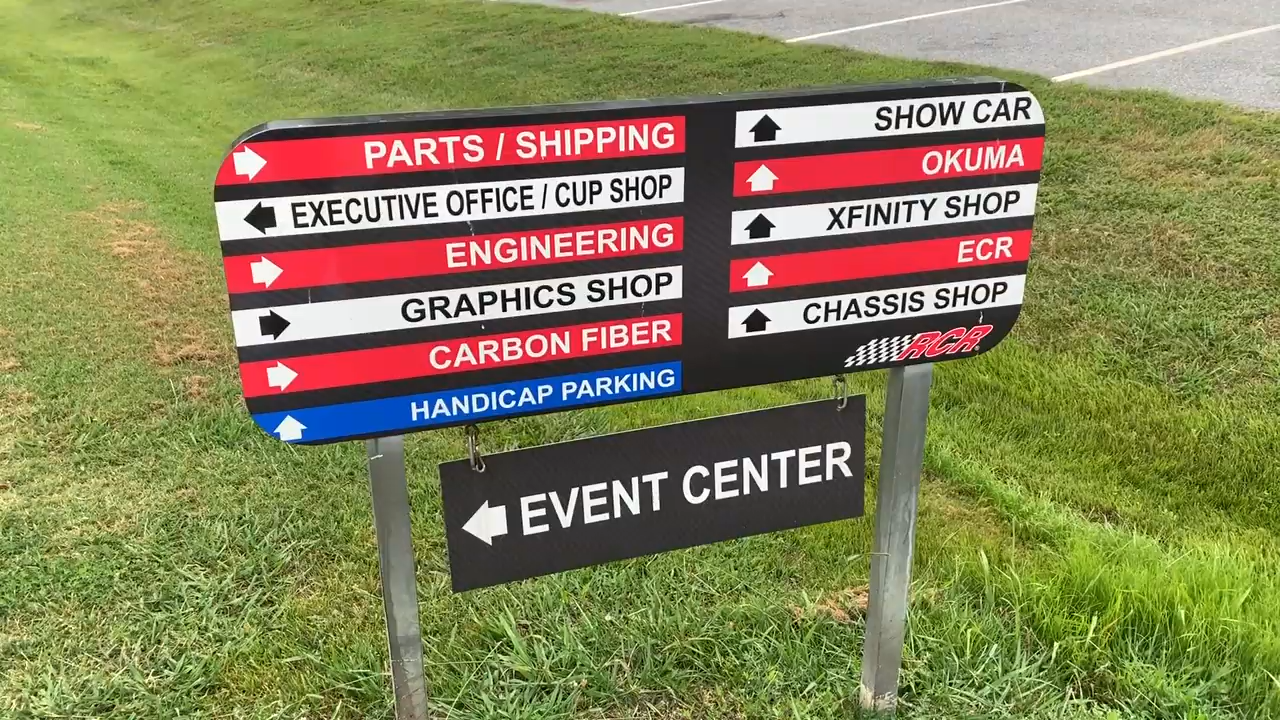 PARTS / SHIPPING
EXECUTIVE OFFICE / CUP SHOP
ENGINEERING
GRAPHICS SHOP
CARBON FIBER
HANDICAP PARKING
SHOW CAR
OKUMA
XFINITY SHOP
ECR
CHASSIS SHOP
RCR
EVENT CENTER